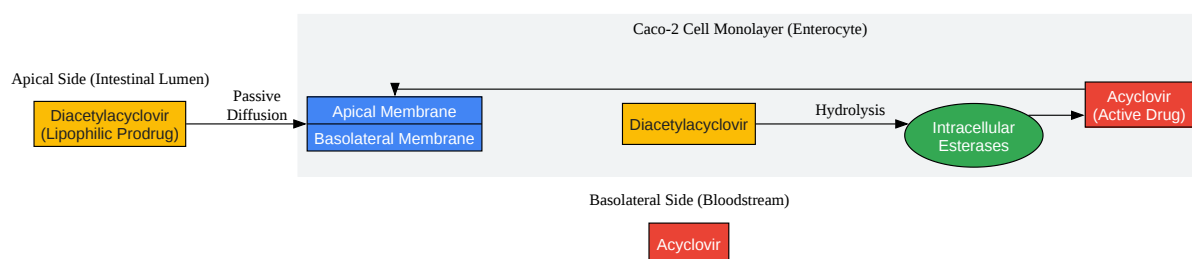 Caco-2 Cell Monolayer (Enterocyte)
Apical Side (Intestinal Lumen)
Diacetylacyclovir
(Lipophilic Prodrug)
Passive
Diffusion
Apical Membrane
Basolateral Membrane
Diacetylacyclovir
Hydrolysis
Intracellular
Esterases
Acyclovir
(Active Drug)
Basolateral Side (Bloodstream)
Acyclovir